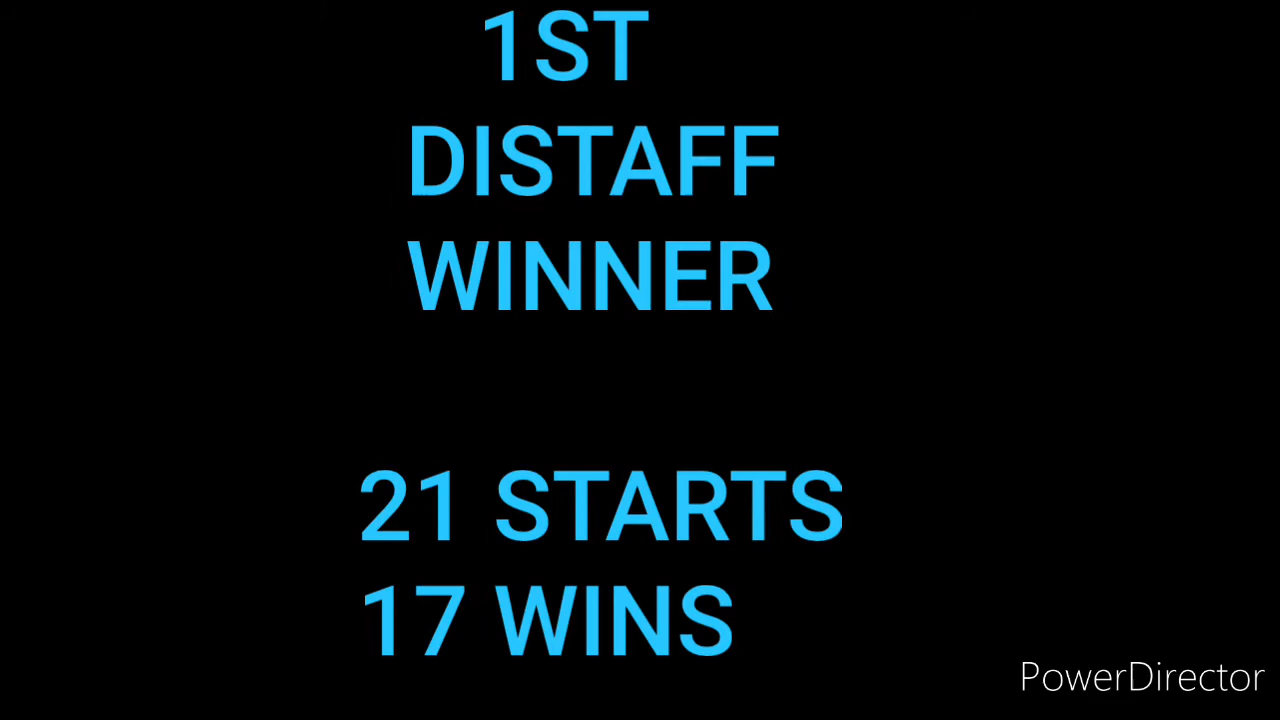 1ST
DISTAFF
WINNER
21 STARTS
17 WINS
PowerDirector